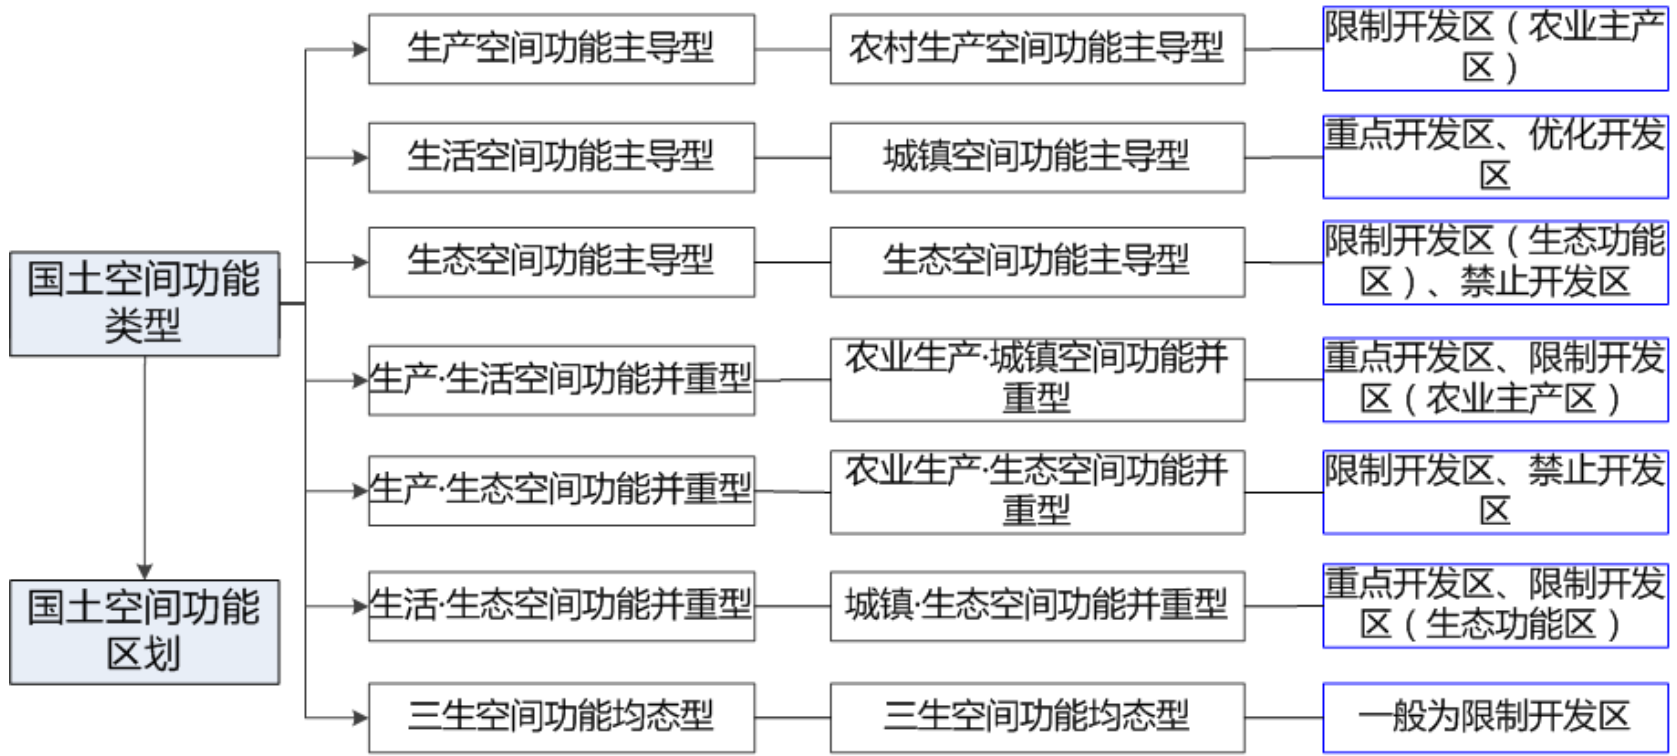 生产空间功能主导型
农村生产空间功能主导型
限制开发区（农业主产
区）
生活空间功能主导型
城镇空间功能主导型
重点开发区、优化开发
区
生态空间功能主导型
生态空间功能主导型
限制开发区（生态功能
区）、禁止开发区
国土空间功能
类型
生产·生活空间功能并重型
农业生产·城镇空间功能并
重型
重点开发区、限制开发
区（农业主产区）
生产·生态空间功能并重型
农业生产·生态空间功能并
重型
限制开发区、禁止开发
区
国土空间功能
区划
生活·生态空间功能并重型
城镇·生态空间功能并重型
重点开发区、限制开发
区（生态功能区）
三生空间功能均态型
三生空间功能均态型
一般为限制开发区